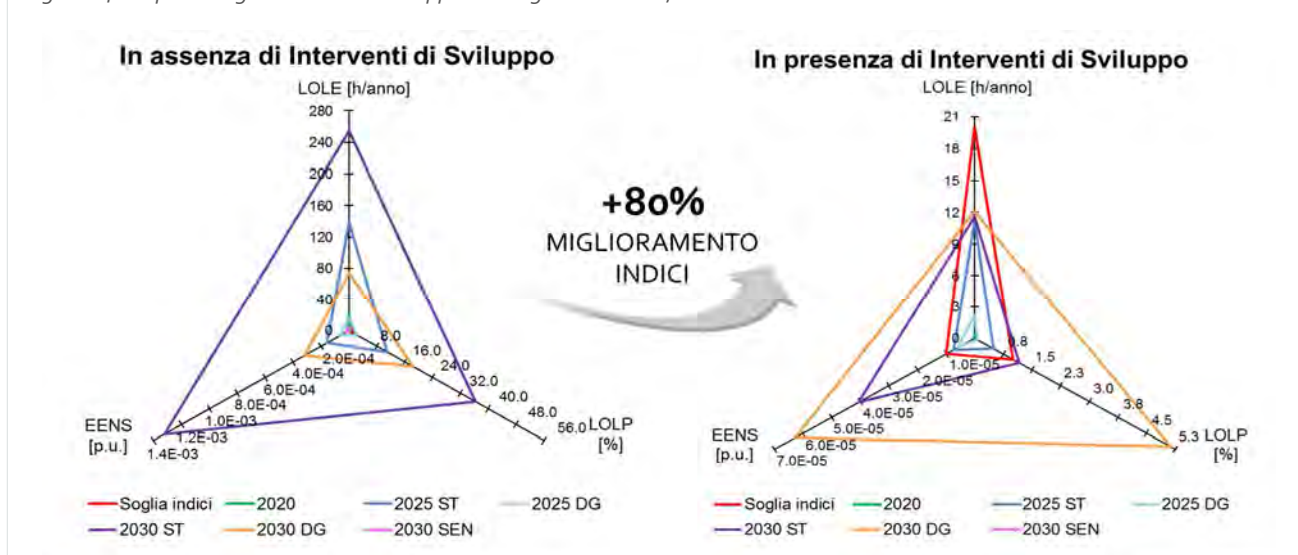 In assenza di Interventi di Sviluppo
LOLE [h/anno]
280
240
200
160
120
80
40
0
8.0
16.0
24.0
32.0
40.0
48.0
56.0 LOLP
[%]
2.0E-04
4.0E-04
6.0E-04
8.0E-04
1.0E-03
1.2E-03
1.4E-03
EENS
[p.u.]
Soglia indici
2020
2025 ST
2025 DG
2030 ST
2030 DG
2030 SEN
+80%
MIGLIORAMENTO
INDICI
In presenza di Interventi di Sviluppo
LOLE [h/anno]
21
18
15
12
9
6
3
0
0.8
1.5
2.3
3.0
3.8
4.5
5.3 LOLP
[%]
1.0E-05
2.0E-05
3.0E-05
4.0E-05
5.0E-05
6.0E-05
7.0E-05
EENS
[p.u.]
Soglia indici
2020
2025 ST
2025 DG
2030 ST
2030 DG
2030 SEN